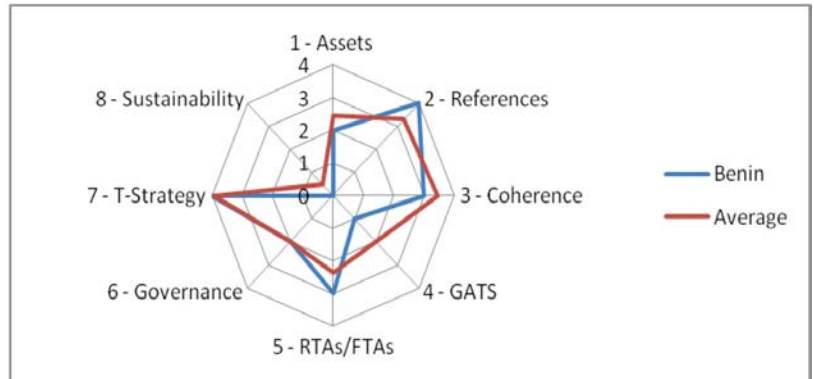 1 - Assets
4
3
2
1
0
2 - References
3 - Coherence
4 - GATS
5 - RTAs/FTAs
6 - Governance
7 - T-Strategy
8 - Sustainability
Benin
Average